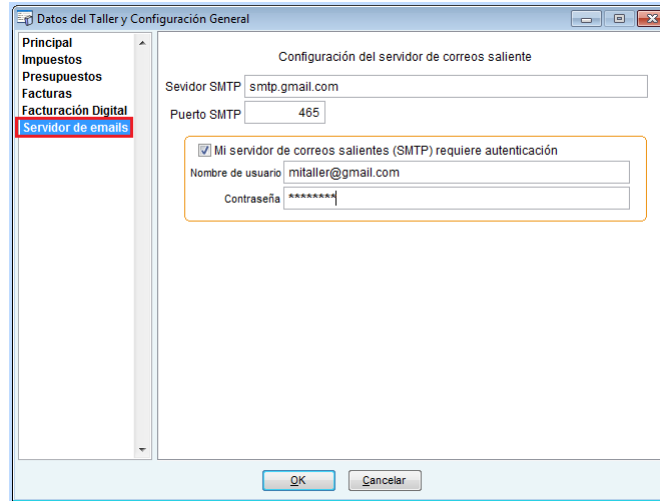 Datos del Taller y Configuración General
Principal
Impuestos
Presupuestos
Facturas
Facturación Digital
Servidor de emails
Configuración del servidor de correos saliente
Sevidor SMTP smtp.gmail.com
Puerto SMTP 465
Mi servidor de correos salientes (SMTP) requiere autenticación
Nombre de usuario mitaller@gmail.com
Contraseña ********
OK Cancelar